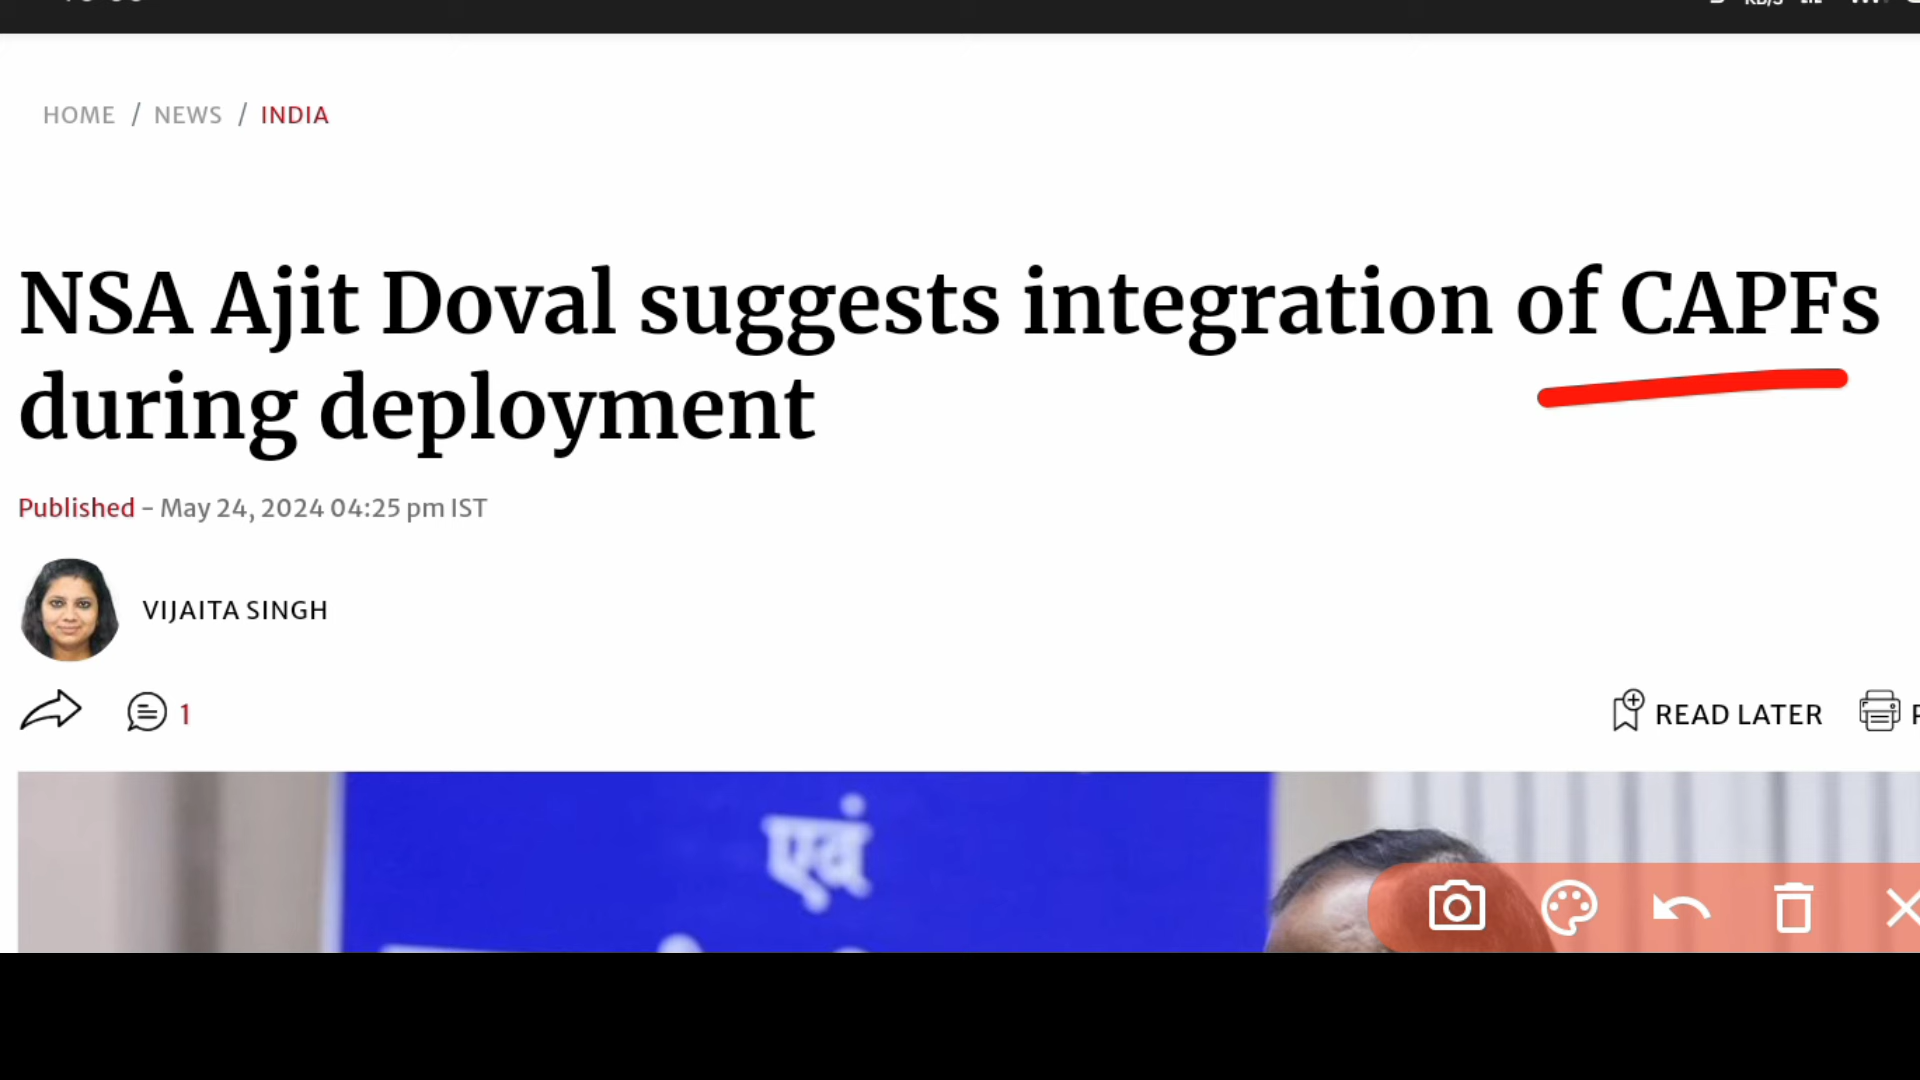 HOME / NEWS / INDIA
NSA Ajit Doval suggests integration of CAPFs
during deployment
Published - May 24, 2024 04:25 pm IST
VIJAITA SINGH
1
READ LATER
एवं